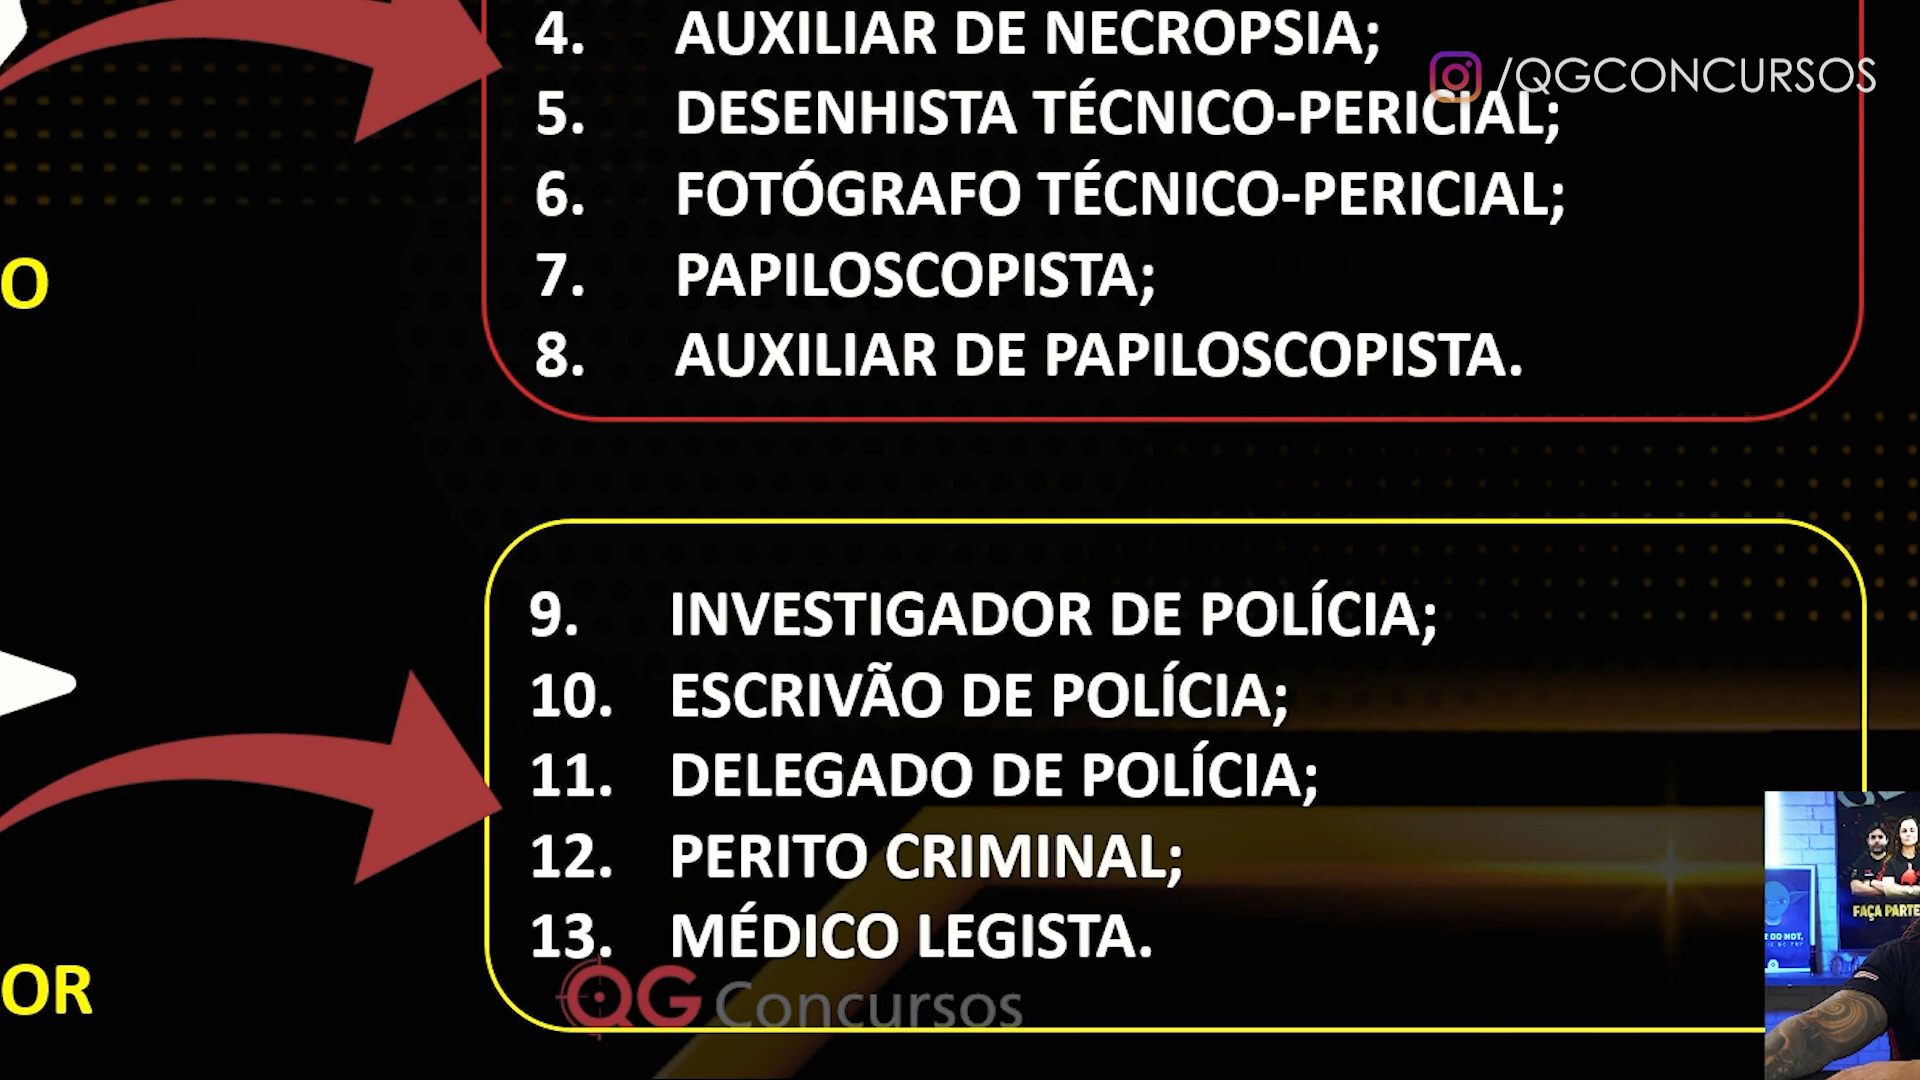 4. AUXILIAR DE NECROPSIA;
/QGCONCURSOS
5. DESENHISTA TÉCNICO-PERICIAL;
6. FOTÓGRAFO TÉCNICO-PERICIAL;
7. PAPILOSCOPISTA;
O
8. AUXILIAR DE PAPILOSCOPISTA.
9. INVESTIGADOR DE POLÍCIA;
10. ESCRIVÃO DE POLÍCIA;
11. DELEGADO DE POLÍCIA;
12. PERITO CRIMINAL;
13. MÉDICO LEGISTA.
OR
QG Concursos
FAÇA PARTE
DO NOT,